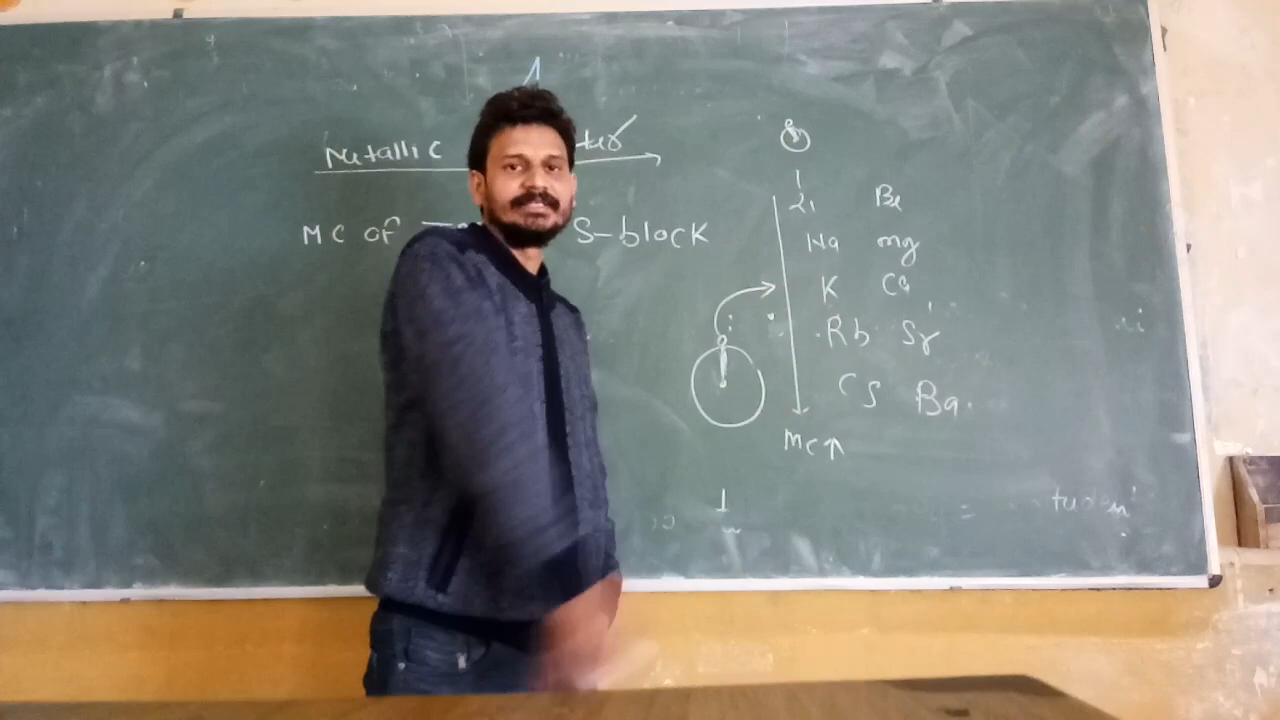 Metallic
MC of S-block
Li Be
Na mg
K Ca
Rb Sr
Cs Ba.
MC↑